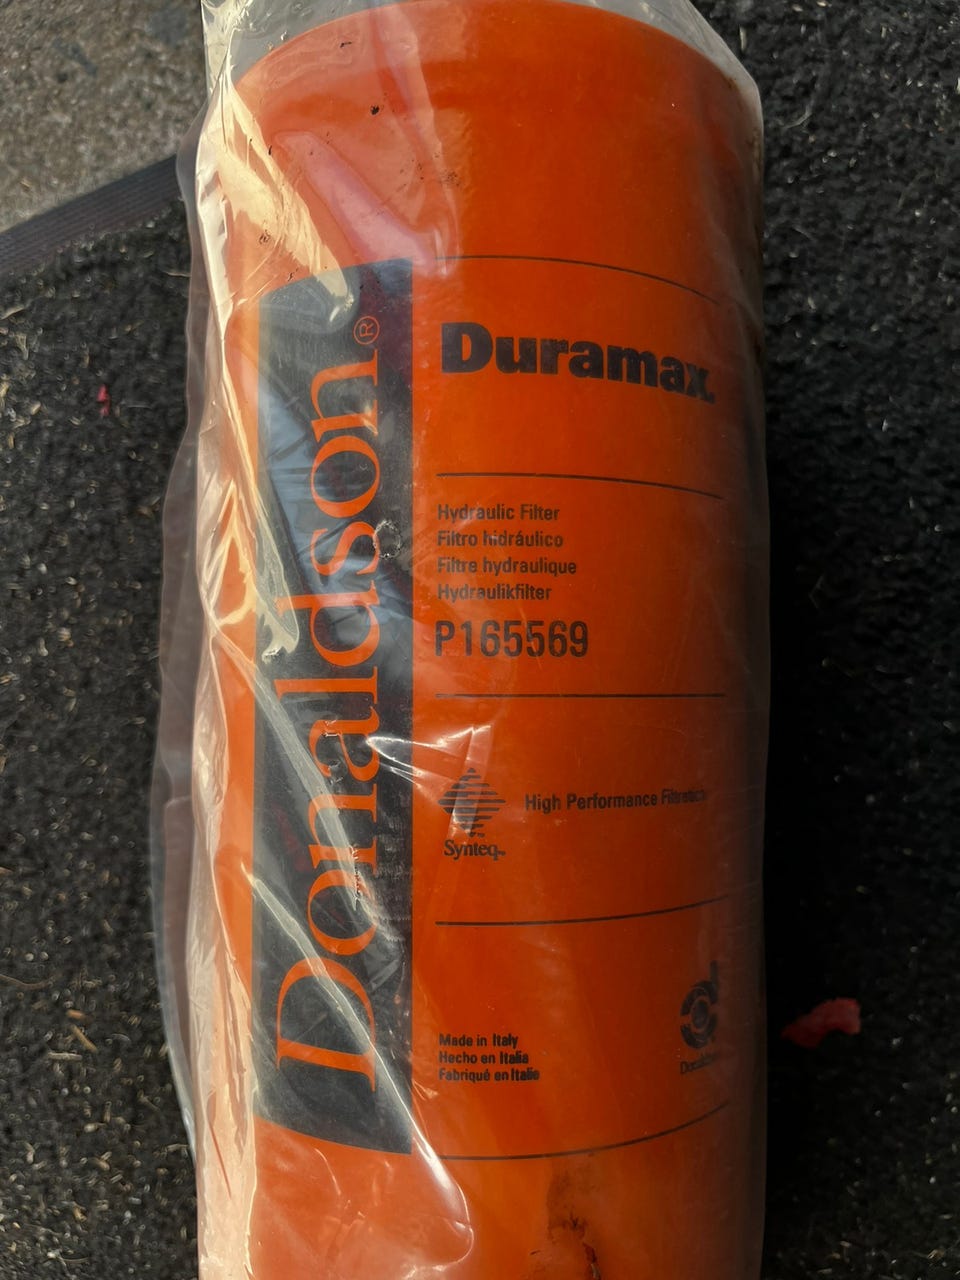 Donaldson®
Duramax.
Hydraulic Filter
Filtro hidráulico
Filtre hydraulique
Hydraulikfilter
P165569
High Performance
Synteq™
Made in Italy
Hecho en Italia
Fabriqué en Italie